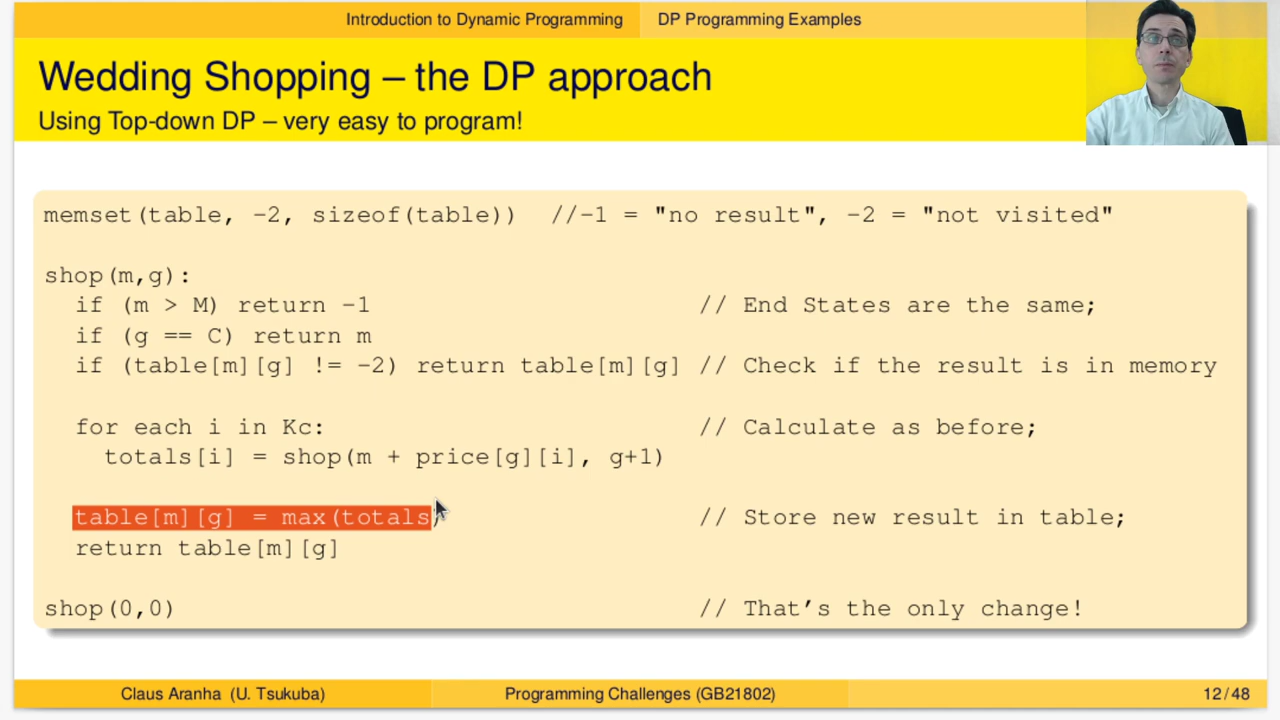 Introduction to Dynamic Programming DP Programming Examples
Wedding Shopping – the DP approach
Using Top-down DP – very easy to program!
memset(table, -2, sizeof(table)) //-1 = "no result", -2 = "not visited"
shop(m,g):
if (m > M) return -1 // End States are the same;
if (g == C) return m
if (table[m][g] != -2) return table[m][g] // Check if the result is in memory
for each i in Kc: // Calculate as before;
totals[i] = shop(m + price[g][i], g+1)
table[m][g] = max(totals) // Store new result in table;
return table[m][g]
shop(0,0) // That's the only change!
Claus Aranha (U. Tsukuba) Programming Challenges (GB21802) 12/48